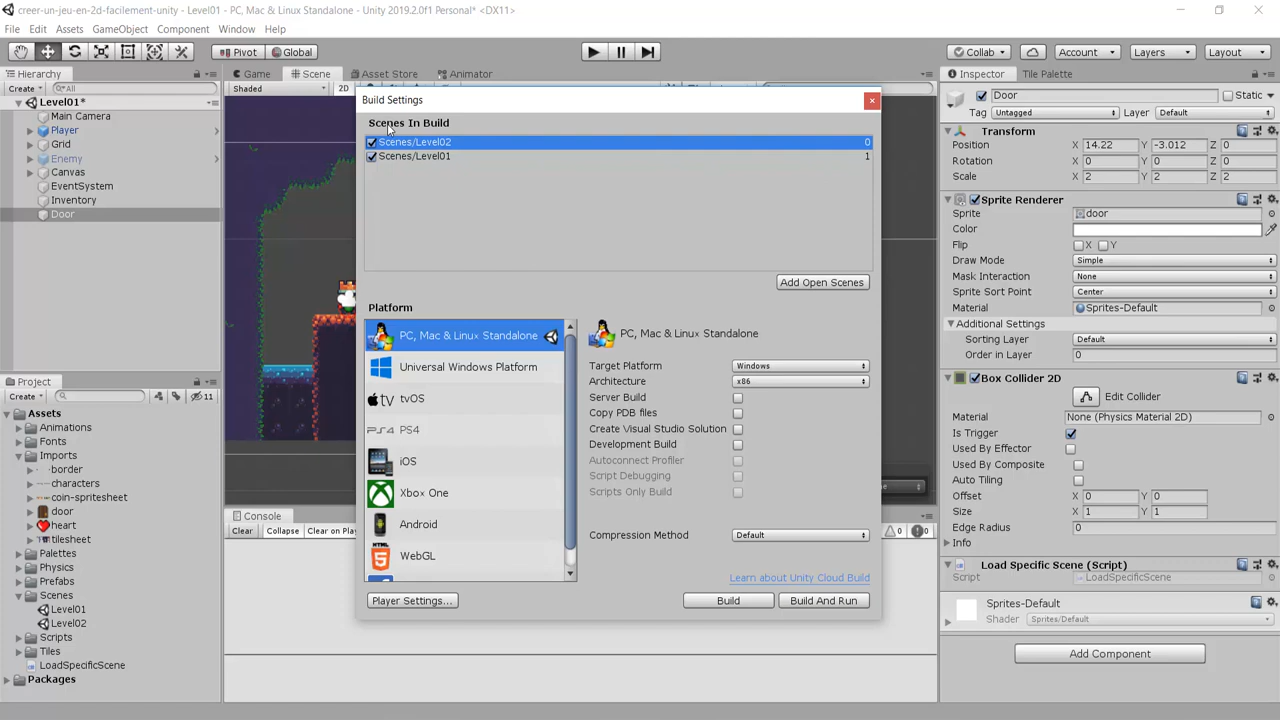 creer-un-jeu-en-2d-facilement-unity - Level01 - PC, Mac & Linux Standalone - Unity 2019.2.0f1 Personal* <DX11>
File Edit Assets GameObject Component Window Help
Pivot Global Collab Account Layers Layout
Hierarchy Game Scene Asset Store Animator Inspector Tile Palette
Create All Shaded 2D
Level01*
Main Camera
Player
Grid
Enemy
Canvas
EventSystem
Inventory
Door
Project
Create 11
Assets
Animations
Fonts
Imports
border
characters
coin-spritesheet
door
heart
tilesheet
Palettes
Physics
Prefabs
Scenes
Level01
Level02
Scripts
Tiles
LoadSpecificScene
Packages
Console
Clear Collapse Clear on Play 0 0
Build Settings
Scenes In Build
Scenes/Level02 0
Scenes/Level01 1
Add Open Scenes
Platform
PC, Mac & Linux Standalone
Universal Windows Platform
tv tvOS
PS4 PS4
iOS
Xbox One
Android
HTML 5 WebGL
PC, Mac & Linux Standalone
Target Platform Windows
Architecture x86
Server Build
Copy PDB files
Create Visual Studio Solution
Development Build
Autoconnect Profiler
Script Debugging
Scripts Only Build
Compression Method Default
Learn about Unity Cloud Build
Player Settings... Build Build And Run
Door Static
Tag Untagged Layer Default
Transform
Position X 14.22 Y -3.012 Z 0
Rotation X 0 Y 0 Z 0
Scale X 2 Y 2 Z 2
Sprite Renderer
Sprite door
Color
Flip X Y
Draw Mode Simple
Mask Interaction None
Sprite Sort Point Center
Material Sprites-Default
Additional Settings
Sorting Layer Default
Order in Layer 0
Box Collider 2D
Edit Collider
Material None (Physics Material 2D)
Is Trigger
Used By Effector
Used By Composite
Auto Tiling
Offset X 0 Y 0
Size X 1 Y 1
Edge Radius 0
Info
Load Specific Scene (Script)
Script LoadSpecificScene
Sprites-Default
Shader Sprites/Default
Add Component